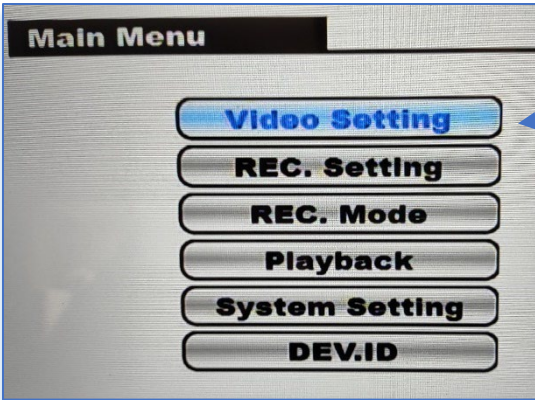 Main Menu
Video Setting
REC. Setting
REC. Mode
Playback
System Setting
DEV.ID